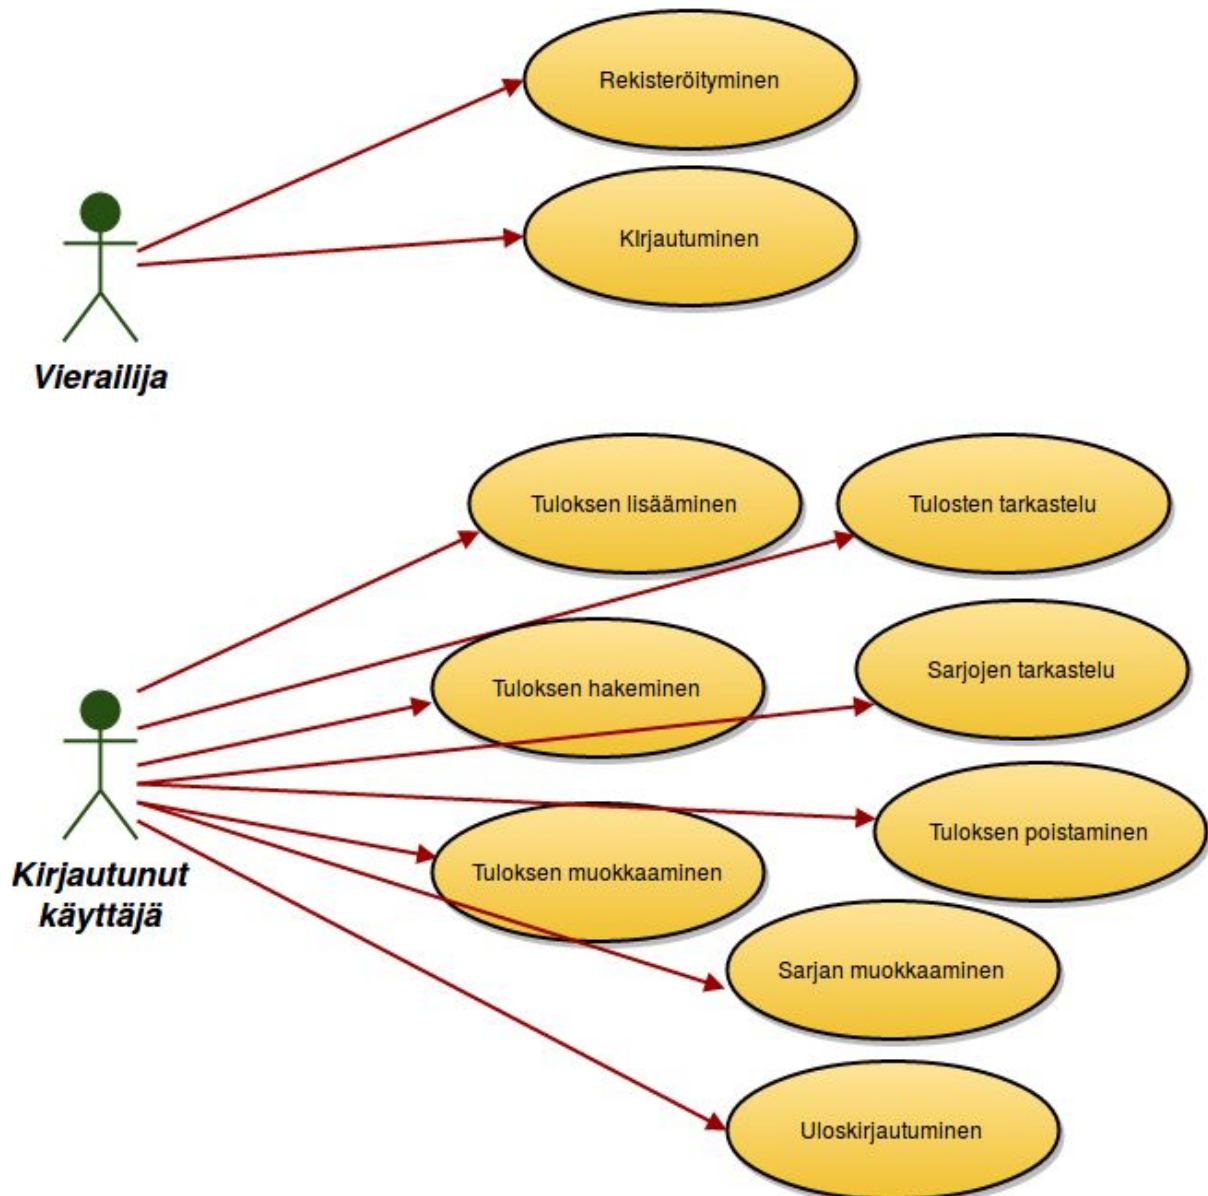 Rekisteröityminen
KIrjautuminen
Vierailija
Tuloksen lisääminen
Tulosten tarkastelu
Tuloksen hakeminen
Sarjojen tarkastelu
Tuloksen poistaminen
Tuloksen muokkaaminen
Kirjautunut
käyttäjä
Sarjan muokkaaminen
Uloskirjautuminen